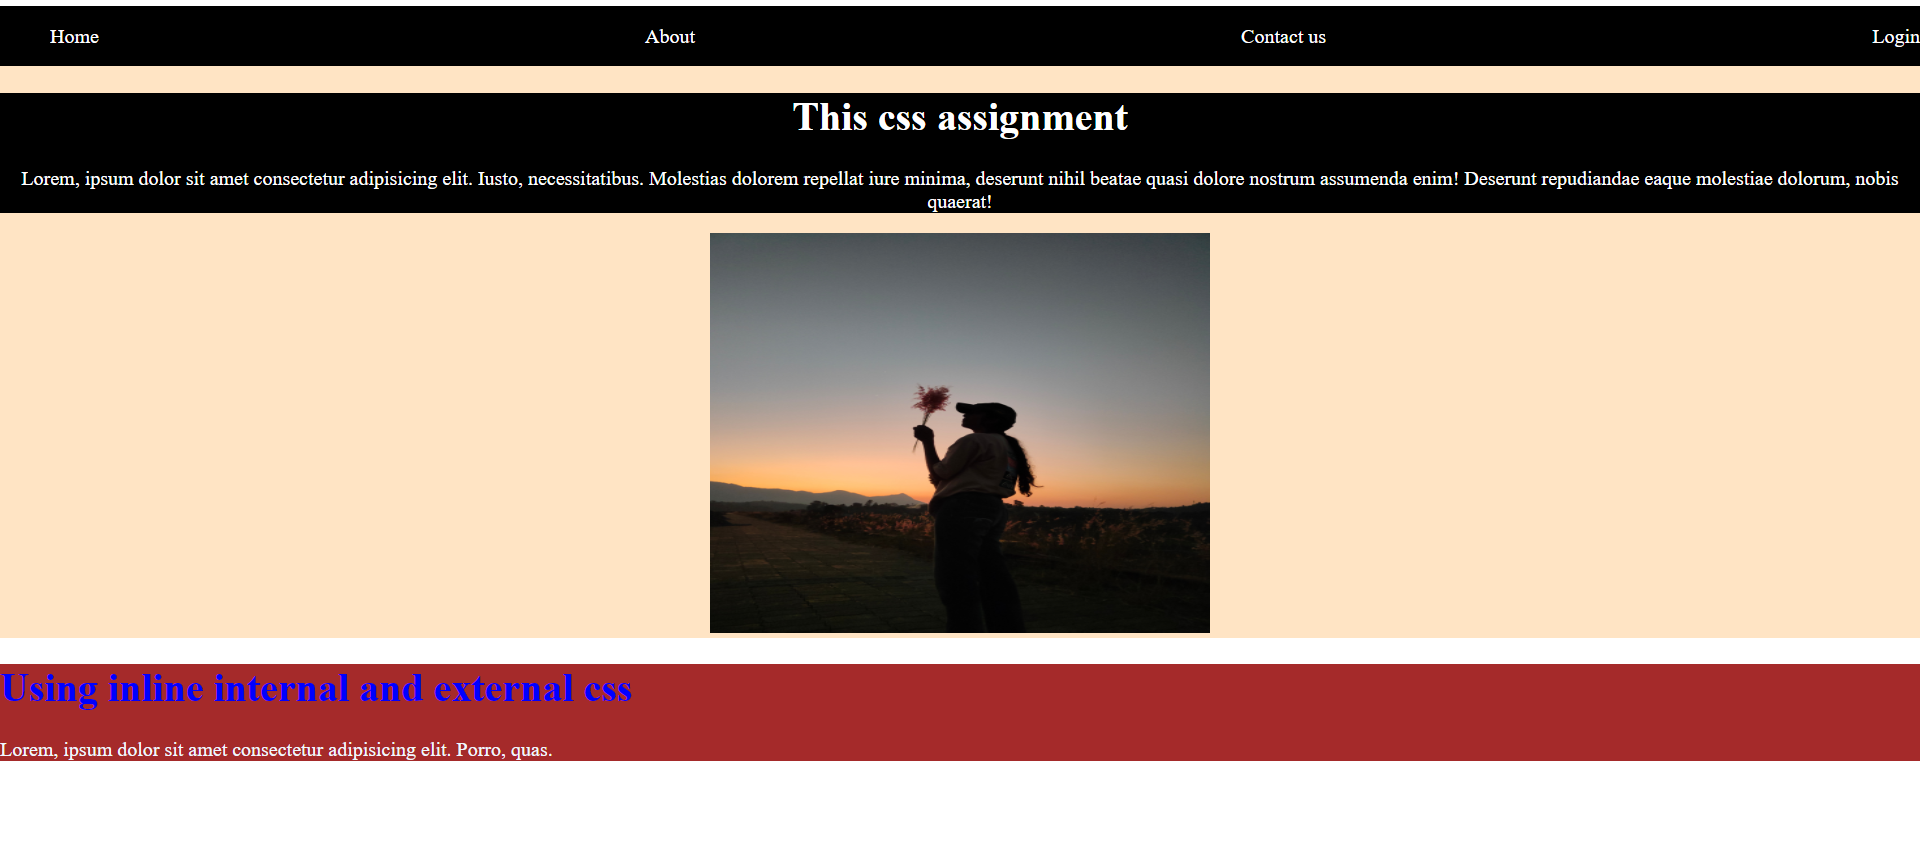 Home About Contact us Login
This css assignment
Lorem, ipsum dolor sit amet consectetur adipisicing elit. Iusto, necessitatibus. Molestias dolorem repellat iure minima, deserunt nihil beatae quasi dolore nostrum assumenda enim! Deserunt repudiandae eaque molestiae dolorum, nobis
quaerat!
Using inline internal and external css
Lorem, ipsum dolor sit amet consectetur adipisicing elit. Porro, quas.